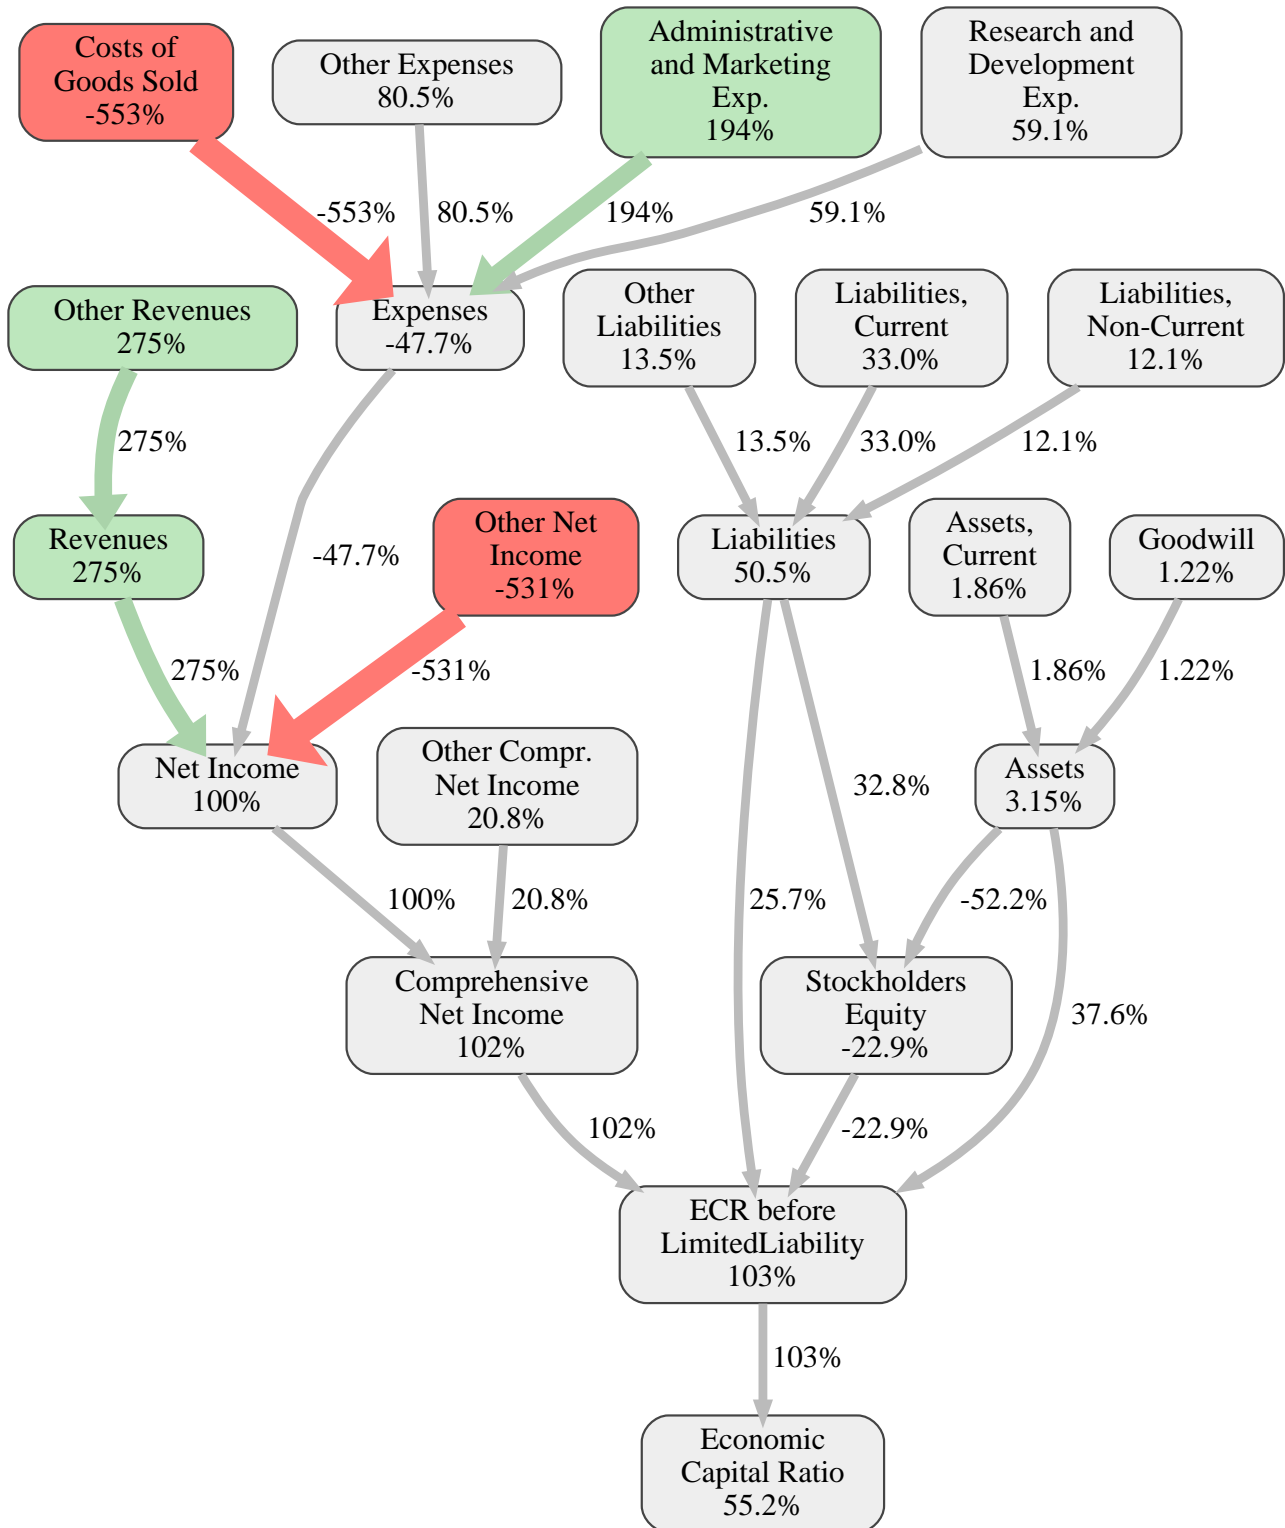 Costs of
Goods Sold
-553%
Other Expenses
80.5%
Administrative
and Marketing
Exp.
194%
Research and
Development
Exp.
59.1%
-553%
80.5%
194%
59.1%
Other Revenues
275%
Expenses
-47.7%
Other
Liabilities
13.5%
Liabilities,
Current
33.0%
Liabilities,
Non-Current
12.1%
275%
13.5%
33.0%
12.1%
Revenues
275%
-47.7%
Other Net
Income
-531%
Liabilities
50.5%
Assets,
Current
1.86%
Goodwill
1.22%
275%
-531%
1.86%
1.22%
Net Income
100%
Other Compr.
Net Income
20.8%
32.8%
Assets
3.15%
100%
20.8%
25.7%
-52.2%
Comprehensive
Net Income
102%
Stockholders
Equity
-22.9%
37.6%
102%
-22.9%
ECR before
LimitedLiability
103%
103%
Economic
Capital Ratio
55.2%